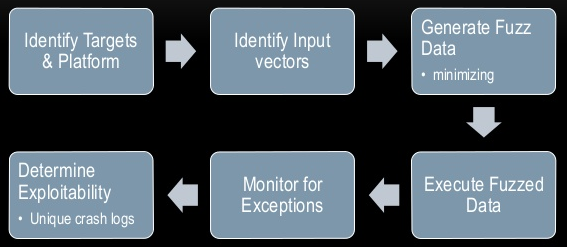 Identify Targets
& Platform
Identify Input
vectors
Generate Fuzz
Data
• minimizing
Execute Fuzzed
Data
Monitor for
Exceptions
Determine
Exploitability
• Unique crash logs